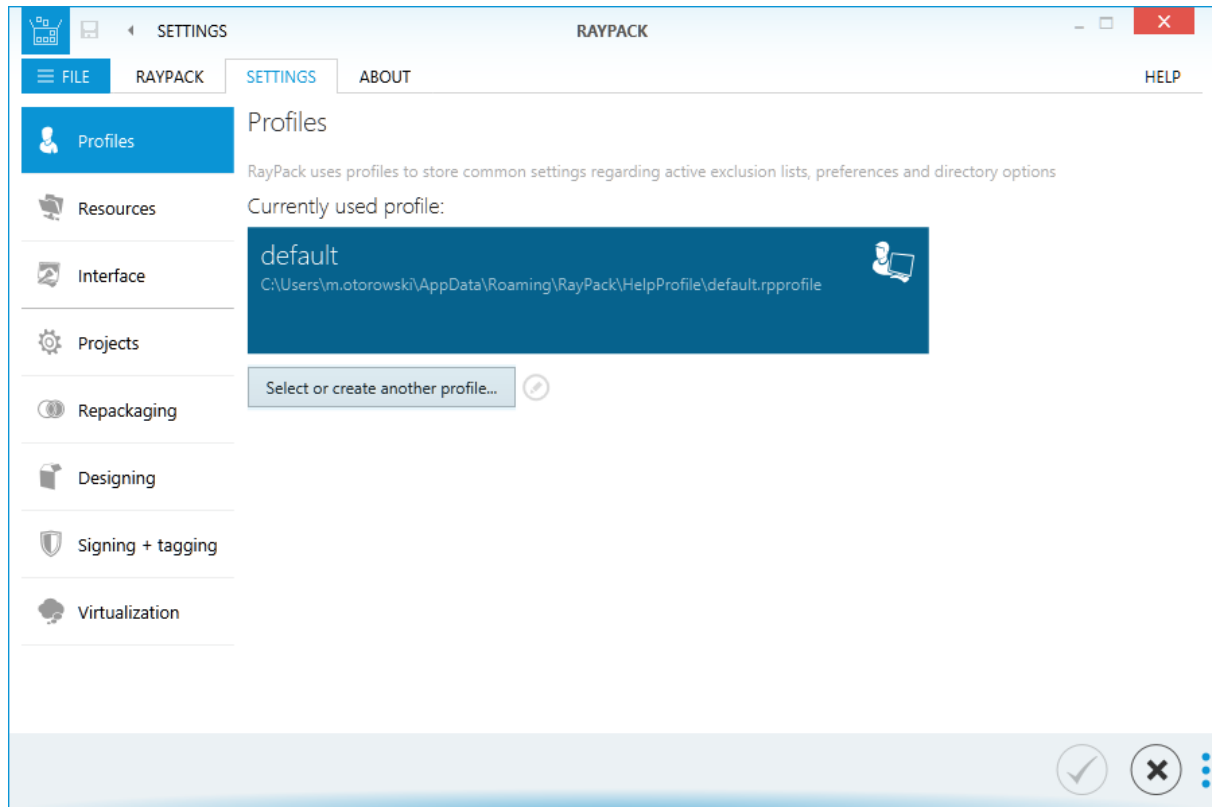 SETTINGS
RAYPACK
FILE
RAYPACK
SETTINGS
ABOUT
HELP
Profiles
Resources
Interface
Projects
Repackaging
Designing
Signing + tagging
Virtualization
Profiles
RayPack uses profiles to store common settings regarding active exclusion lists, preferences and directory options
Currently used profile:
default
C:\Users\m.otorowski\AppData\Roaming\RayPack\HelpProfile\default.rpprofile
Select or create another profile...